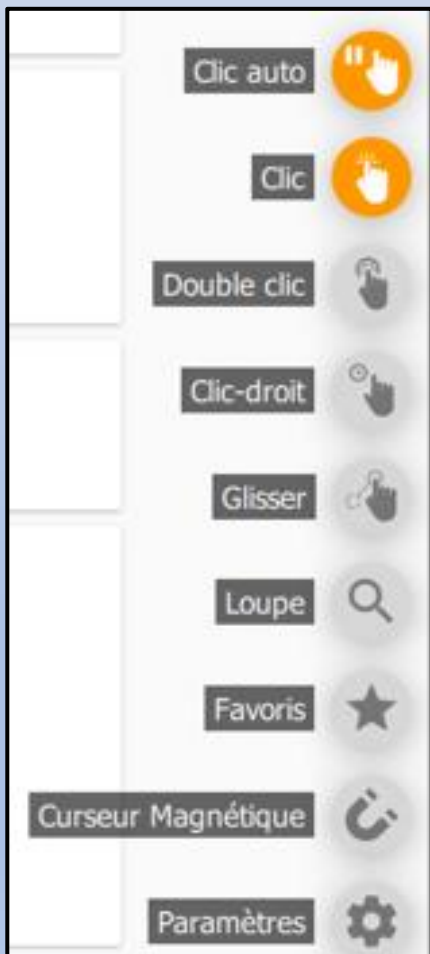 Clic auto
Clic
Double clic
Clic-droit
Glisser
Loupe
Favoris
Curseur Magnétique
Paramètres